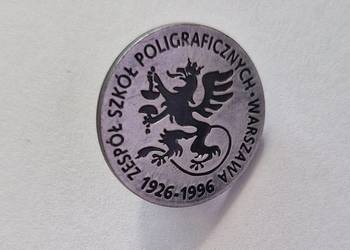 ZESPÓŁ SZKÓŁ POLIGRAFICZNYCH · WARSZAWA
1926-1996